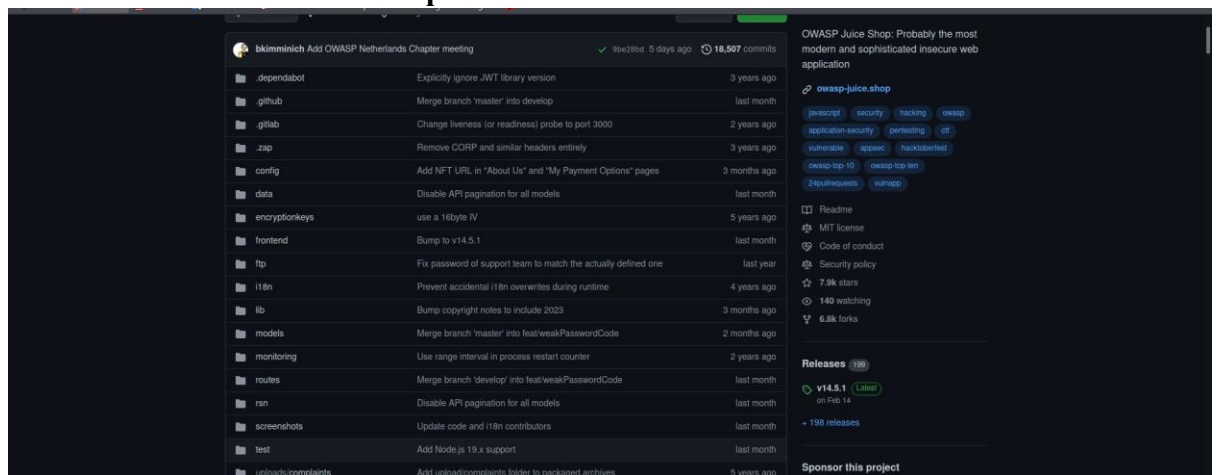 bkimminich Add OWASP Netherlands Chapter meeting 9be28bd 5 days ago 18,507 commits
.dependabot Explicitly ignore JWT library version 3 years ago
.github Merge branch 'master' into develop last month
.gitlab Change liveness (or readiness) probe to port 3000 2 years ago
.zap Remove CORP and similar headers entirely 3 years ago
config Add NFT URL in "About Us" and "My Payment Options" pages 3 months ago
data Disable API pagination for all models last month
encryptionkeys use a 16byte IV 5 years ago
frontend Bump to v14.5.1 last month
ftp Fix password of support team to match the actually defined one last year
i18n Prevent accidental i18n overwrites during runtime 4 years ago
lib Bump copyright notes to include 2023 3 months ago
models Merge branch 'master' into feat/weakPasswordCode 2 months ago
monitoring Use range interval in process restart counter 2 years ago
routes Merge branch 'develop' into feat/weakPasswordCode last month
rsn Disable API pagination for all models last month
screenshots Update code and i18n contributors last month
test Add Node.js 19.x support last month
uploads/complaints Add upload/complaints folder to packaged archives 5 years ago
OWASP Juice Shop: Probably the most
modern and sophisticated insecure web
application
owasp-juice.shop
javascript security hacking owasp
application-security pentesting ctf
vulnerable appsec hacktoberfest
owasp-top-10 owasp-top-ten
24pullrequests vulnapp
Readme
MIT license
Code of conduct
Security policy
7.9k stars
140 watching
6.8k forks
Releases 199
v14.5.1 Latest
on Feb 14
+ 198 releases
Sponsor this project